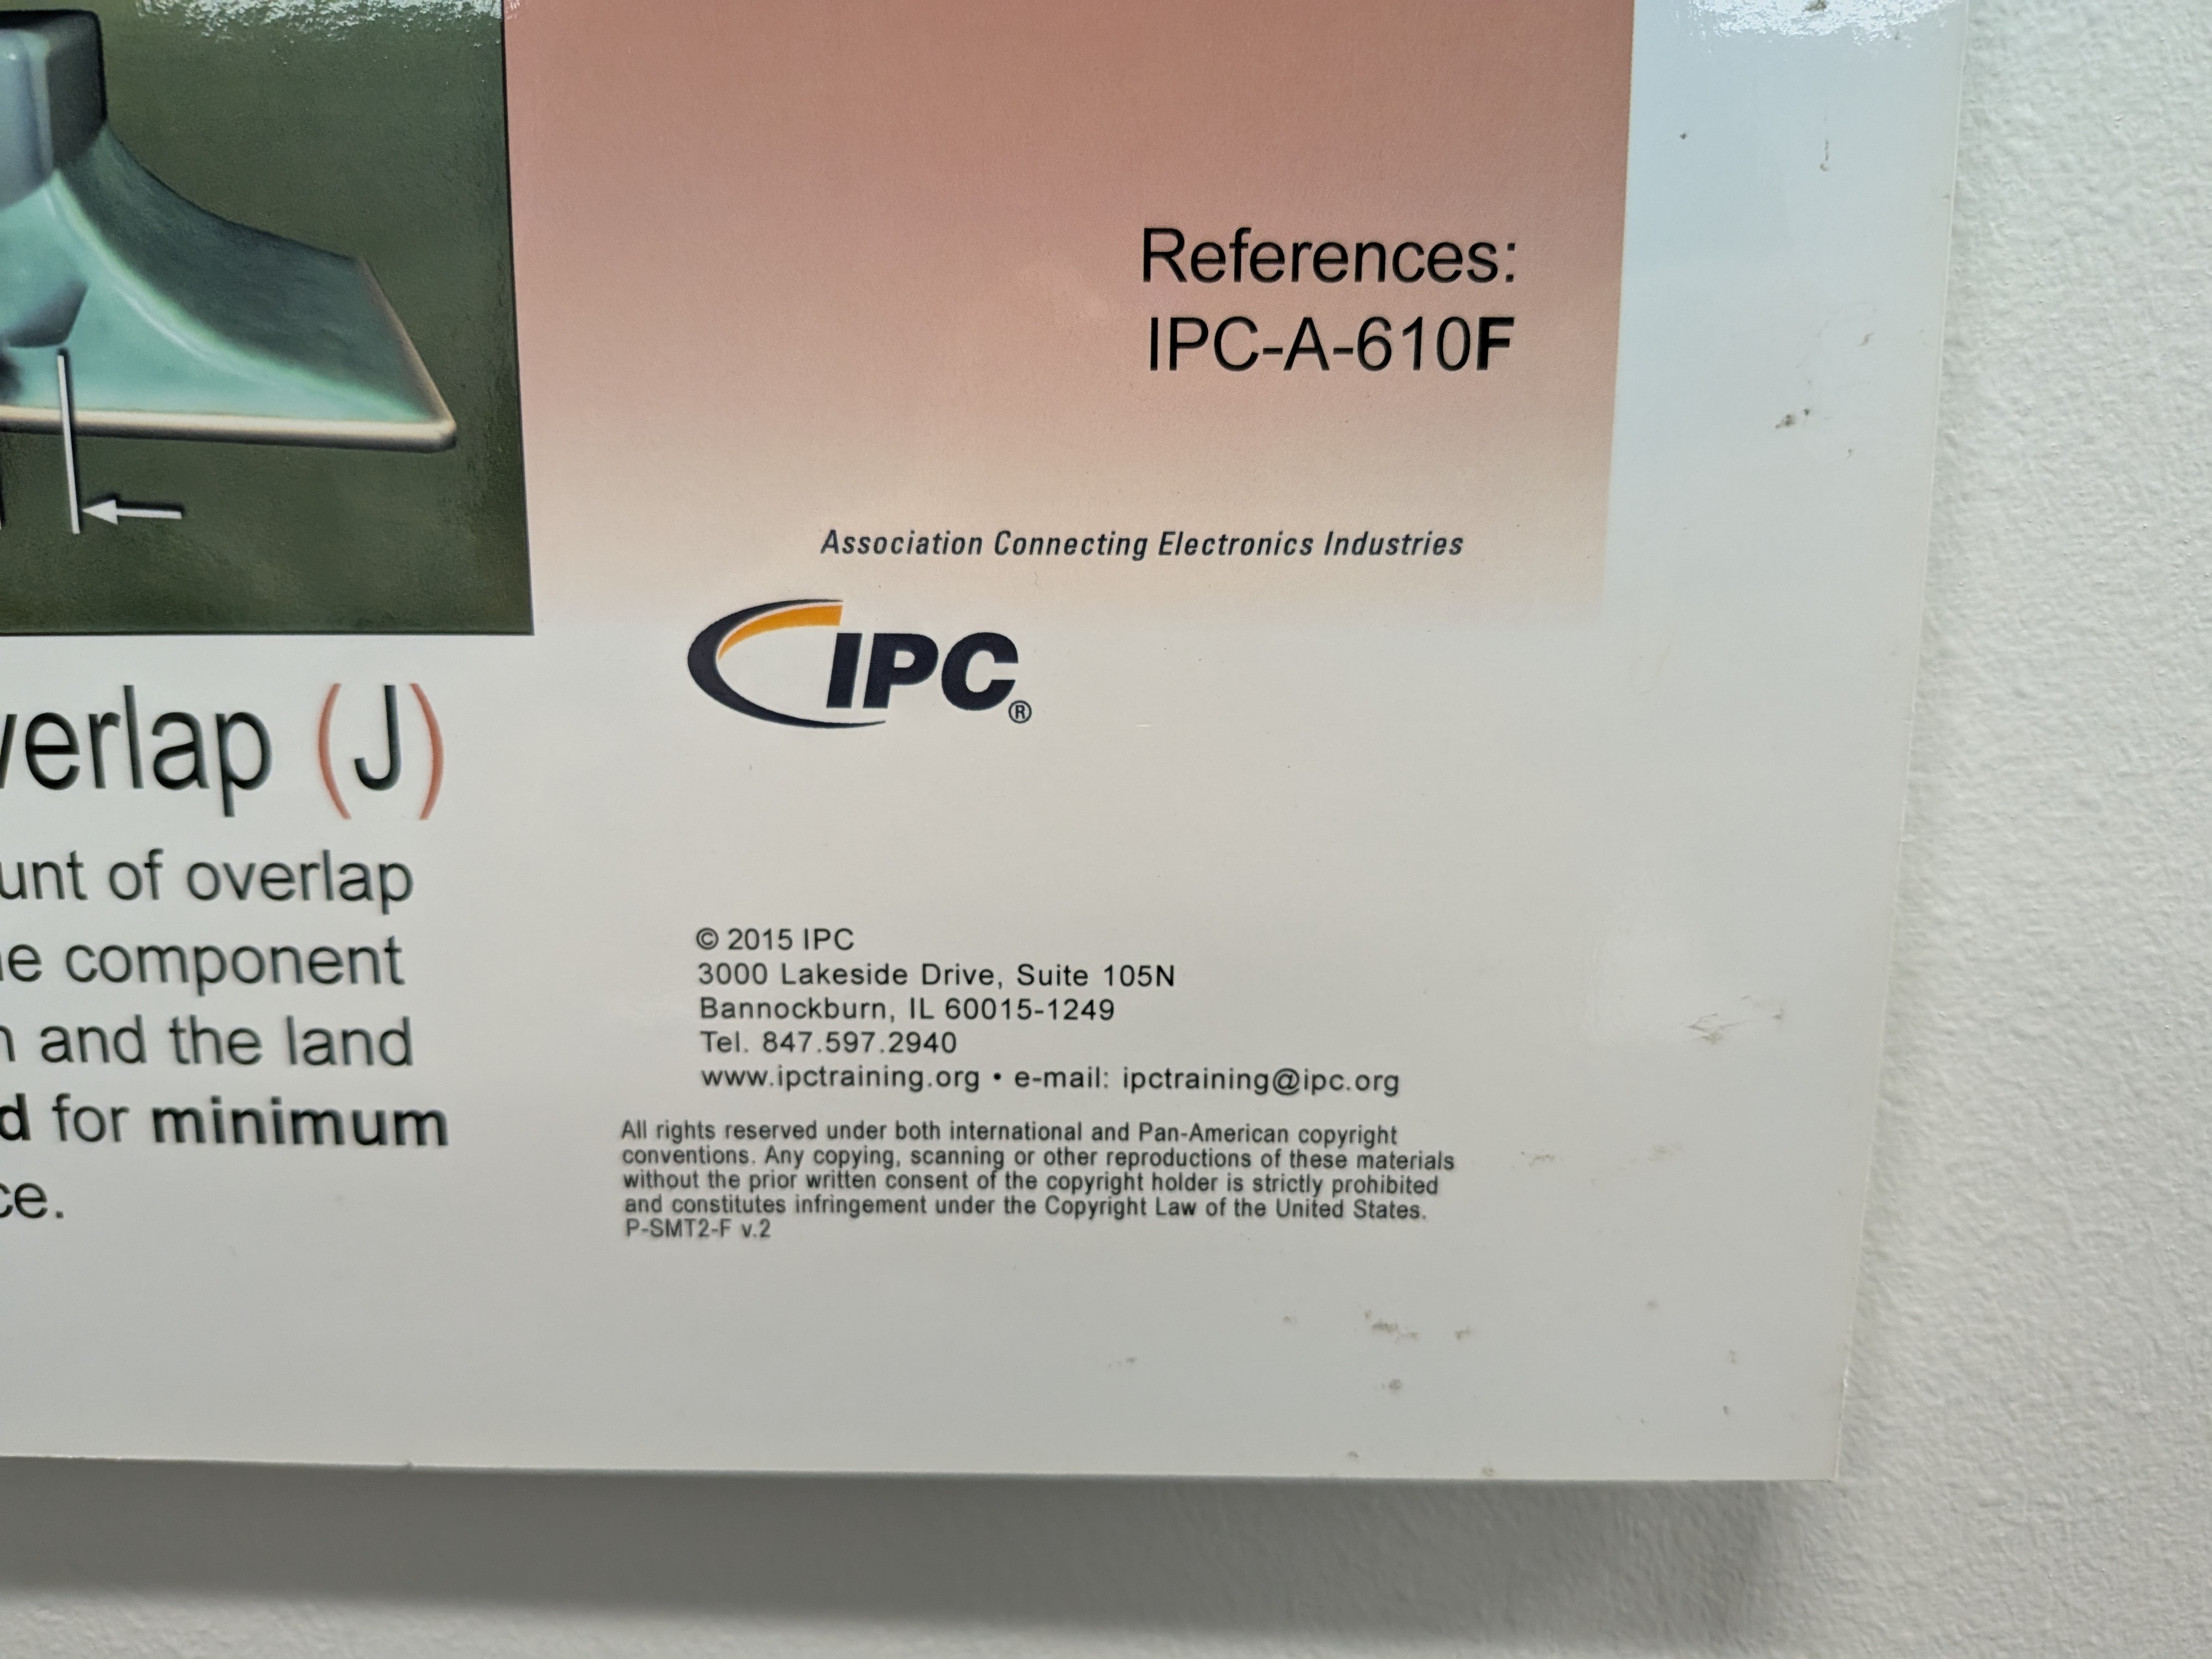 References:
IPC-A-610F
Association Connecting Electronics Industries
IPC®
(J)
of overlap
component
and the land
for minimum
© 2015 IPC
3000 Lakeside Drive, Suite 105N
Bannockburn, IL 60015-1249
Tel. 847.597.2940
www.ipctraining.org • e-mail: ipctraining@ipc.org
All rights reserved under both international and Pan-American copyright
conventions. Any copying, scanning or other reproductions of these materials
without the prior written consent of the copyright holder is strictly prohibited
and constitutes infringement under the Copyright Law of the United States.
P-SMT2-F v.2